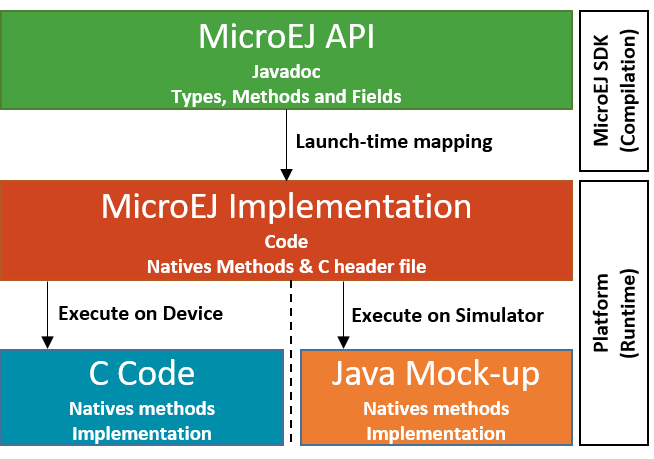 MicroEJ API
Javadoc
Types, Methods and Fields
MicroEJ SDK
(Compilation)
Launch-time mapping
MicroEJ Implementation
Code
Natives Methods & C header file
Platform
(Runtime)
Execute on Device
Execute on Simulator
C Code
Natives methods
Implementation
Java Mock-up
Natives methods
Implementation